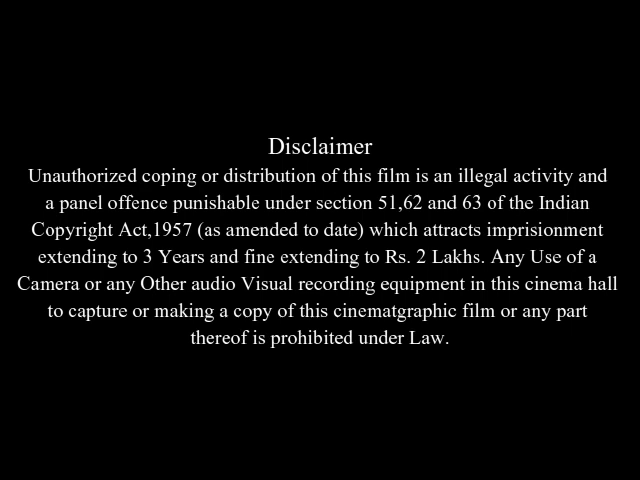 Disclaimer
Unauthorized coping or distribution of this film is an illegal activity and
a panel offence punishable under section 51,62 and 63 of the Indian
Copyright Act,1957 (as amended to date) which attracts imprisionment
extending to 3 Years and fine extending to Rs. 2 Lakhs. Any Use of a
Camera or any Other audio Visual recording equipment in this cinema hall
to capture or making a copy of this cinematgraphic film or any part
thereof is prohibited under Law.